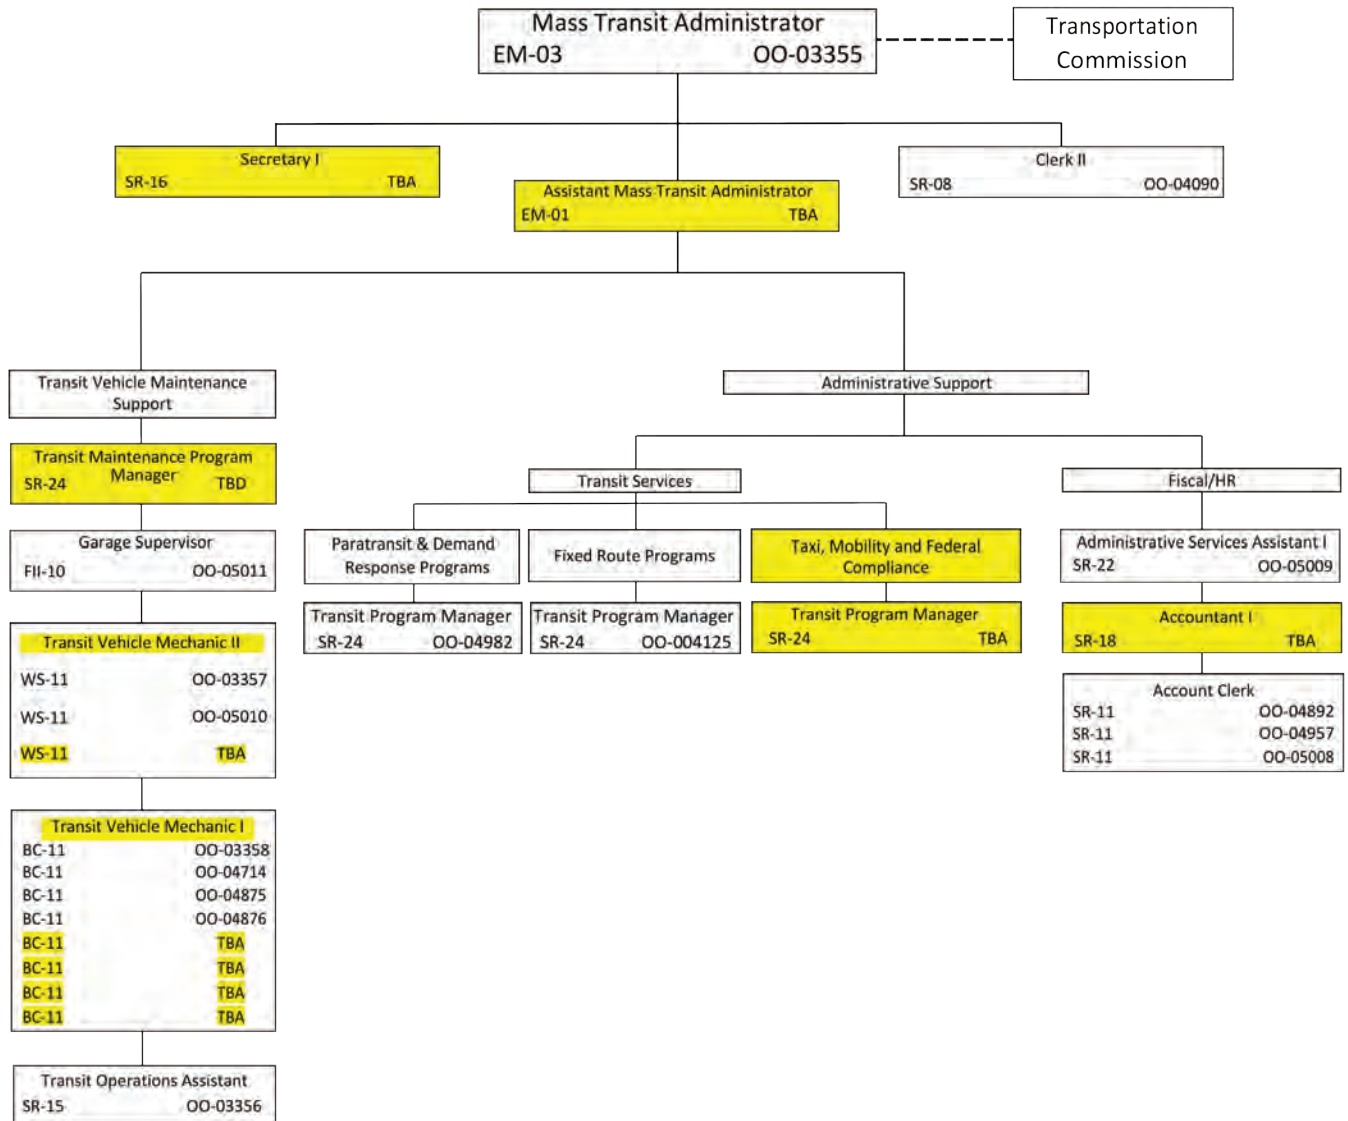 Mass Transit Administrator
EM-03 OO-03355
Transportation
Commission
Secretary I
SR-16 TBA
Assistant Mass Transit Administrator
EM-01 TBA
Clerk II
SR-08 OO-04090
Transit Vehicle Maintenance
Support
Transit Maintenance Program
Manager
SR-24 TBD
Garage Supervisor
FII-10 OO-05011
Transit Vehicle Mechanic II
WS-11 OO-03357
WS-11 OO-05010
WS-11 TBA
Transit Vehicle Mechanic I
BC-11 OO-03358
BC-11 OO-04714
BC-11 OO-04875
BC-11 OO-04876
BC-11 TBA
BC-11 TBA
BC-11 TBA
BC-11 TBA
Transit Operations Assistant
SR-15 OO-03356
Administrative Support
Transit Services
Paratransit & Demand
Response Programs
Transit Program Manager
SR-24 OO-04982
Fixed Route Programs
Transit Program Manager
SR-24 OO-004125
Taxi, Mobility and Federal
Compliance
Transit Program Manager
SR-24 TBA
Fiscal/HR
Administrative Services Assistant I
SR-22 OO-05009
Accountant I
SR-18 TBA
Account Clerk
SR-11 OO-04892
SR-11 OO-04957
SR-11 OO-05008